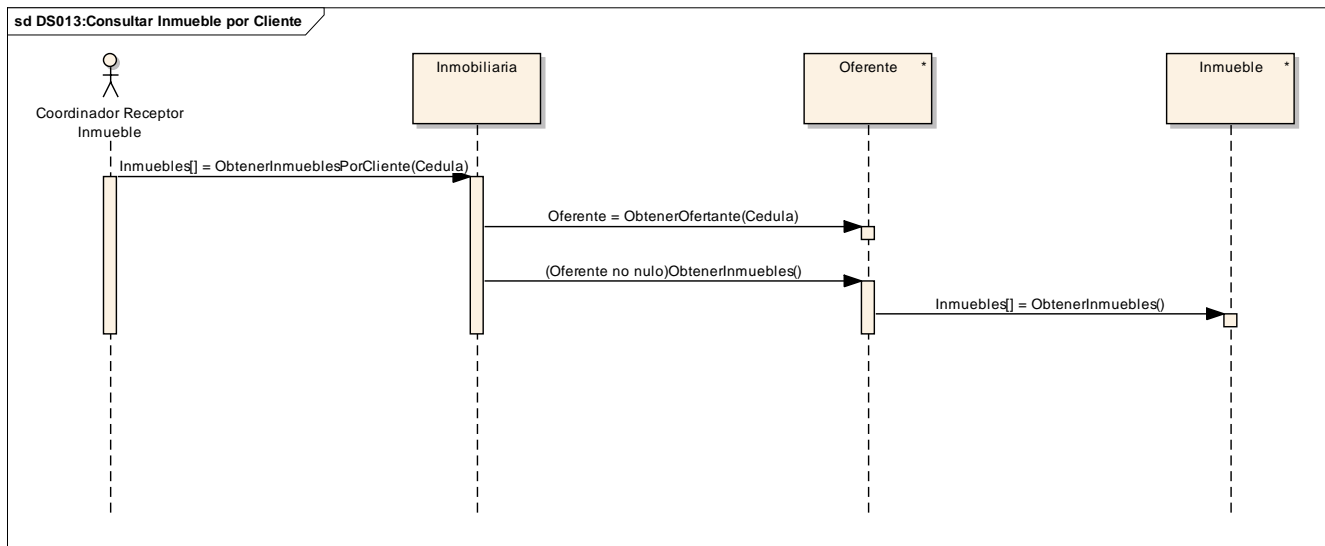 sd DS013:Consultar Inmueble por Cliente
Coordinador Receptor
Inmueble
Inmobiliaria
Oferente *
Inmueble *
Inmuebles[] = ObtenerInmueblesPorCliente(Cedula)
Oferente = ObtenerOfertante(Cedula)
(Oferente no nulo)ObtenerInmuebles()
Inmuebles[] = ObtenerInmuebles()